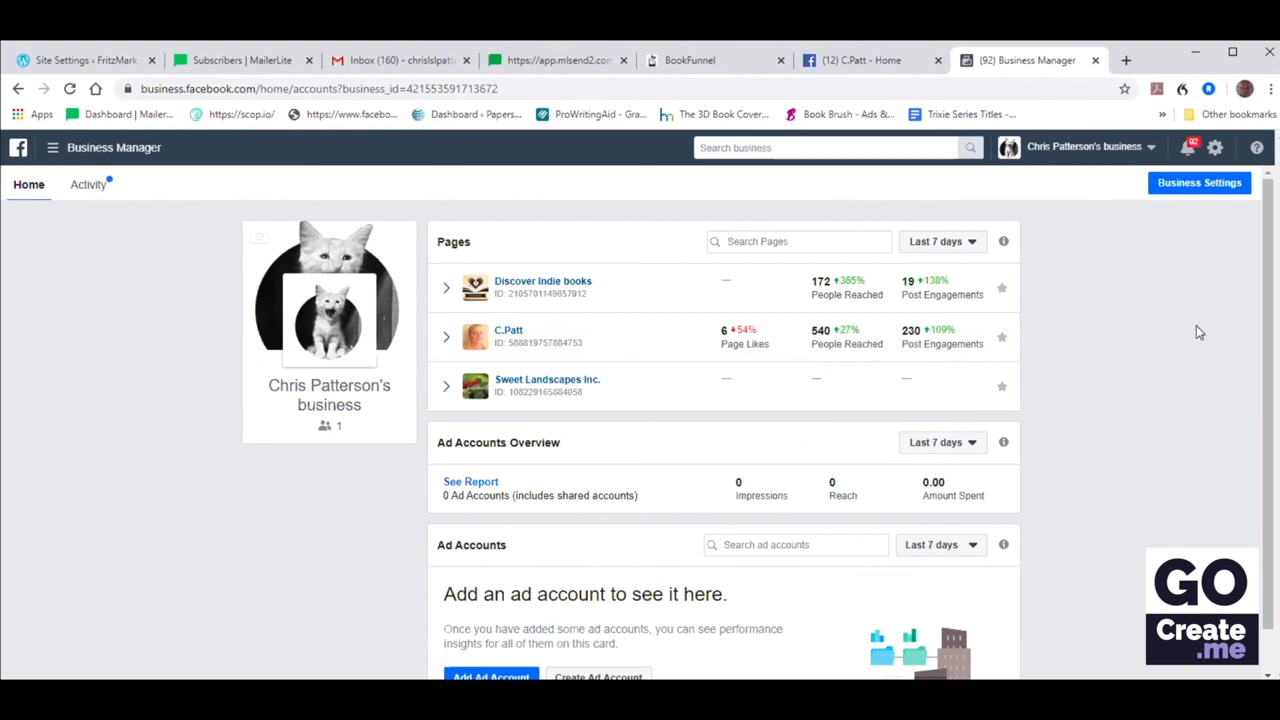 Site Settings ‹ FritzMark
Subscribers | MailerLite
Inbox (160) - chrislslpatt
https://app.mlsend2.com
BookFunnel
(12) C.Patt - Home
(92) Business Manager
business.facebook.com/home/accounts?business_id=421553591713672
Apps
Dashboard | Mailer...
https://scop.io/
https://www.facebo...
Dashboard ‹ Papers...
ProWritingAid - Gra...
The 3D Book Cover...
Book Brush - Ads &...
Trixie Series Titles -...
»
Other bookmarks
Business Manager
Search business
Chris Patterson's business
92
Home
Activity
Business Settings
Chris Patterson's
business
1
Pages
Search Pages
Last 7 days
Discover Indie books
ID: 2105701149657912
—
172 365%
People Reached
19 138%
Post Engagements
C.Patt
ID: 588819757884753
6 54%
Page Likes
540 27%
People Reached
230 109%
Post Engagements
Sweet Landscapes Inc.
ID: 108229165884058
— — —
Ad Accounts Overview
Last 7 days
See Report
0 Ad Accounts (includes shared accounts)
0
Impressions
0
Reach
0.00
Amount Spent
Ad Accounts
Search ad accounts
Last 7 days
Add an ad account to see it here.
Once you have added some ad accounts, you can see performance
insights for all of them on this card.
Add Ad Account
Create Ad Account
GO
Create
.me